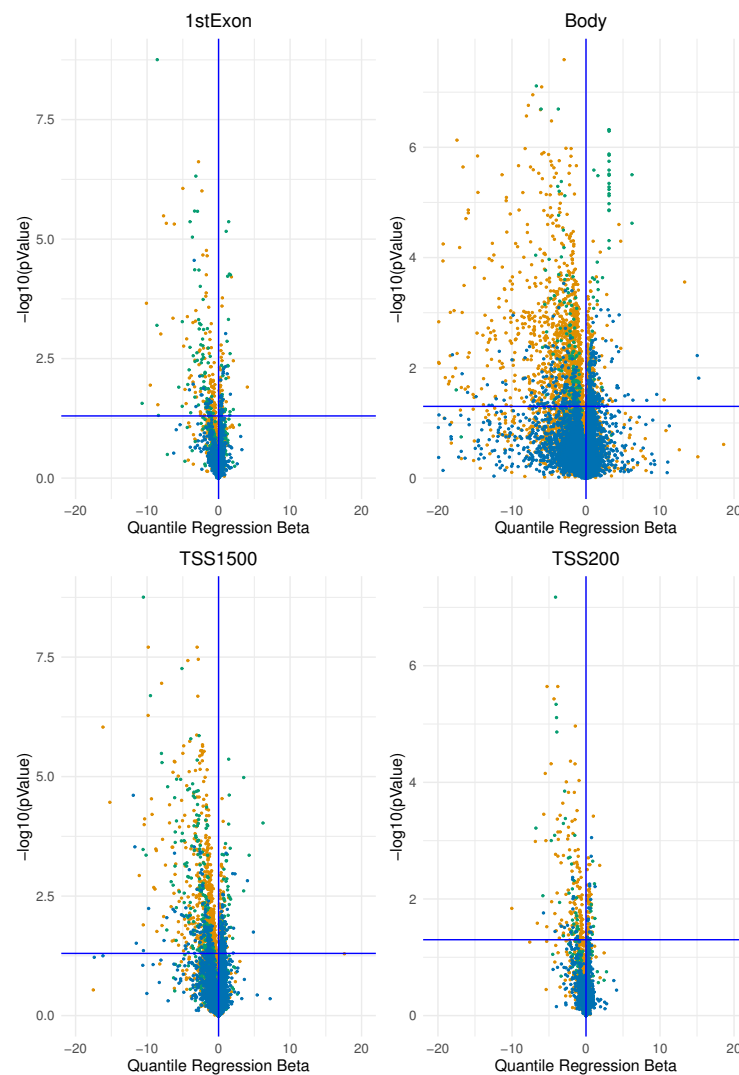 1stExon
7.5
5.0
2.5
0.0
−log10(pValue)
−20 −10 0 10 20
Quantile Regression Beta
Body
6
4
2
0
−log10(pValue)
−20 −10 0 10 20
Quantile Regression Beta
TSS1500
7.5
5.0
2.5
0.0
−log10(pValue)
−20 −10 0 10 20
Quantile Regression Beta
TSS200
6
4
2
0
−log10(pValue)
−20 −10 0 10 20
Quantile Regression Beta